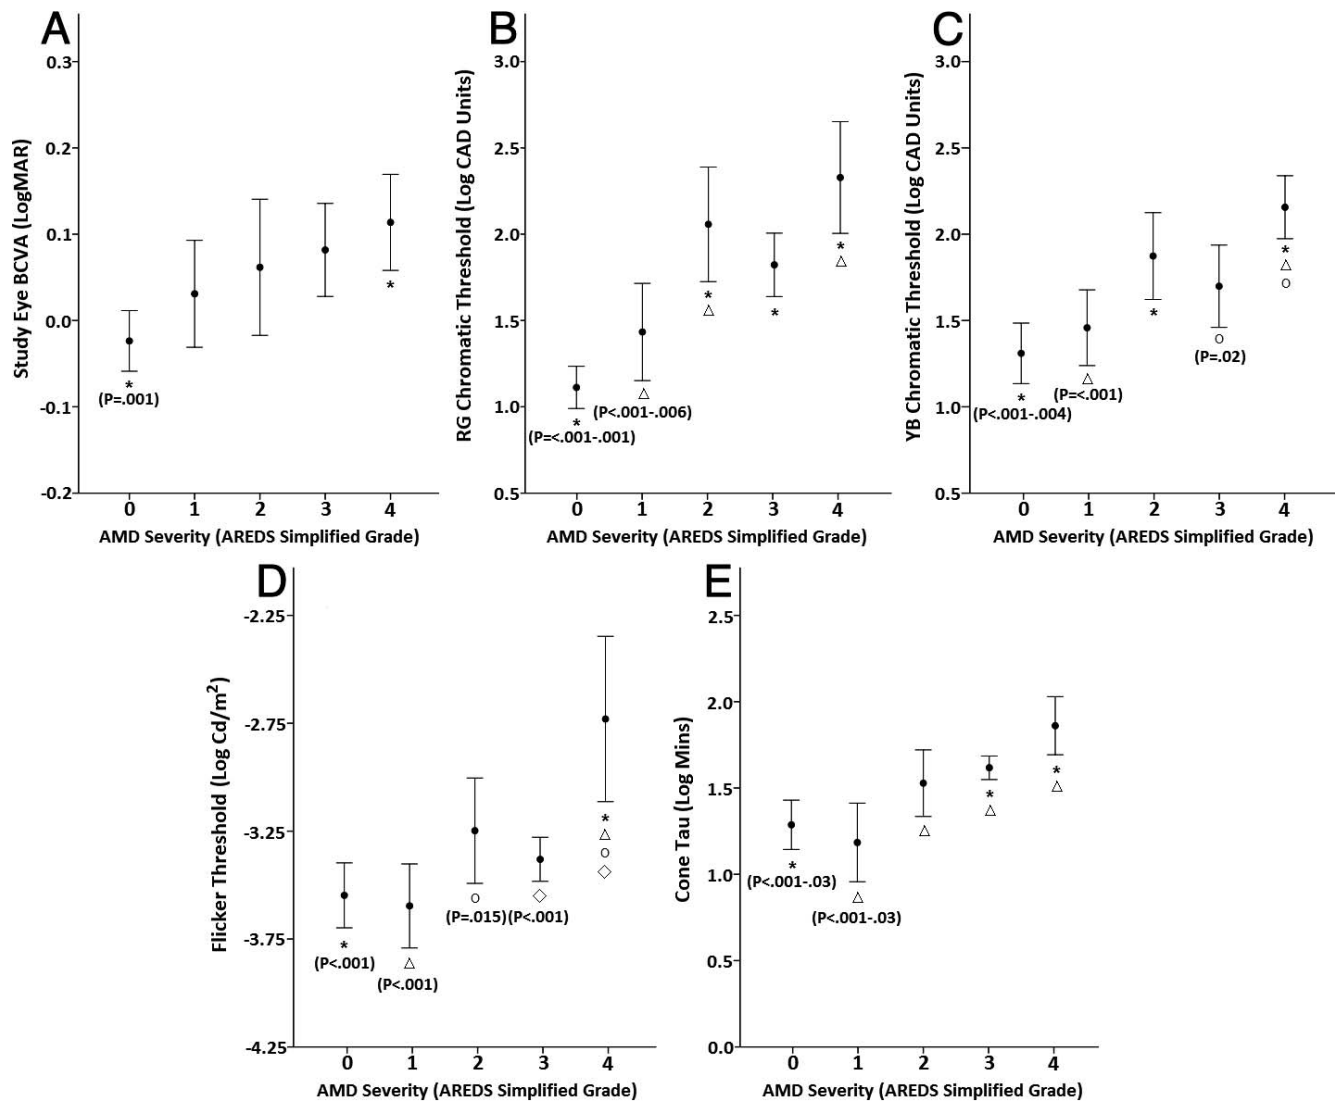 A
Study Eye BCVA (LogMAR)
0.3
0.2
0.1
0.0
-0.1
-0.2
*
(P=.001)
*
0 1 2 3 4
AMD Severity (AREDS Simplified Grade)
B
RG Chromatic Threshold (Log CAD Units)
3.0
2.5
2.0
1.5
1.0
0.5
*
(P=<.001-.001)
△
(P<.001-.006)
*
△
*
*
△
0 1 2 3 4
AMD Severity (AREDS Simplified Grade)
C
YB Chromatic Threshold (Log CAD Units)
3.0
2.5
2.0
1.5
1.0
0.5
*
(P<.001-.004)
△
(P=<.001)
*
O
(P=.02)
*
△
O
0 1 2 3 4
AMD Severity (AREDS Simplified Grade)
D
Flicker Threshold (Log Cd/m²)
-2.25
-2.75
-3.25
-3.75
-4.25
*
(P<.001)
△
(P<.001)
O
(P=.015)
◇
(P<.001)
*
△
O
◇
0 1 2 3 4
AMD Severity (AREDS Simplified Grade)
E
Cone Tau (Log Mins)
2.5
2.0
1.5
1.0
0.5
0.0
*
(P<.001-.03)
△
(P<.001-.03)
△
*
△
*
△
0 1 2 3 4
AMD Severity (AREDS Simplified Grade)